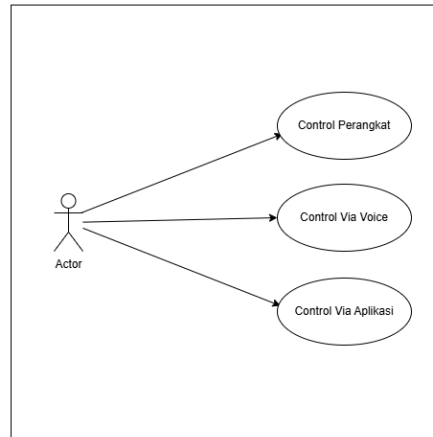 Control Perangkat
Control Via Voice
Actor
Control Via Aplikasi